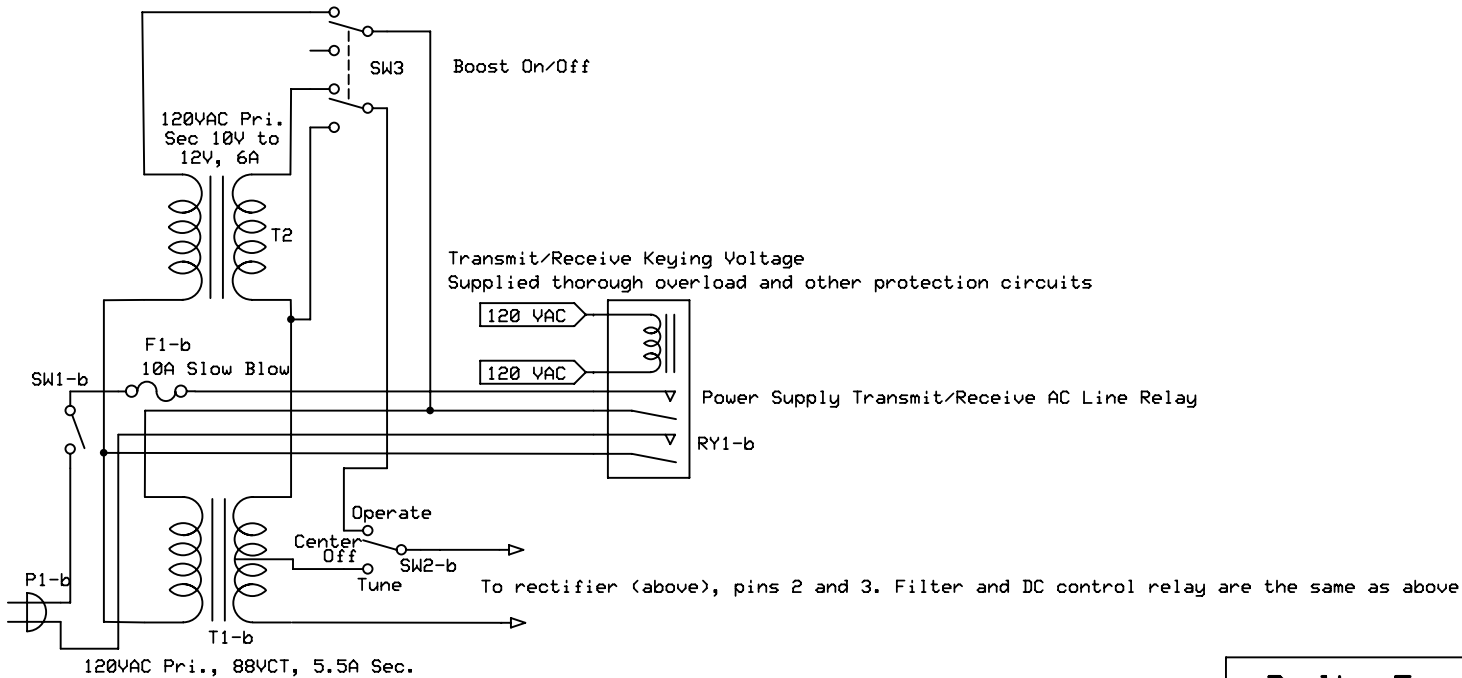 SW3
Boost On/Off
120VAC Pri.
Sec 10V to
12V, 6A
T2
Transmit/Receive Keying Voltage
Supplied thorough overload and other protection circuits
120 VAC
120 VAC
F1-b
10A Slow Blow
SW1-b
Power Supply Transmit/Receive AC Line Relay
RY1-b
Operate
Center
Off
SW2-b
Tune
P1-b
To rectifier (above), pins 2 and 3. Filter and DC control relay are the same as above
T1-b
120VAC Pri., 88VCT, 5.5A Sec.